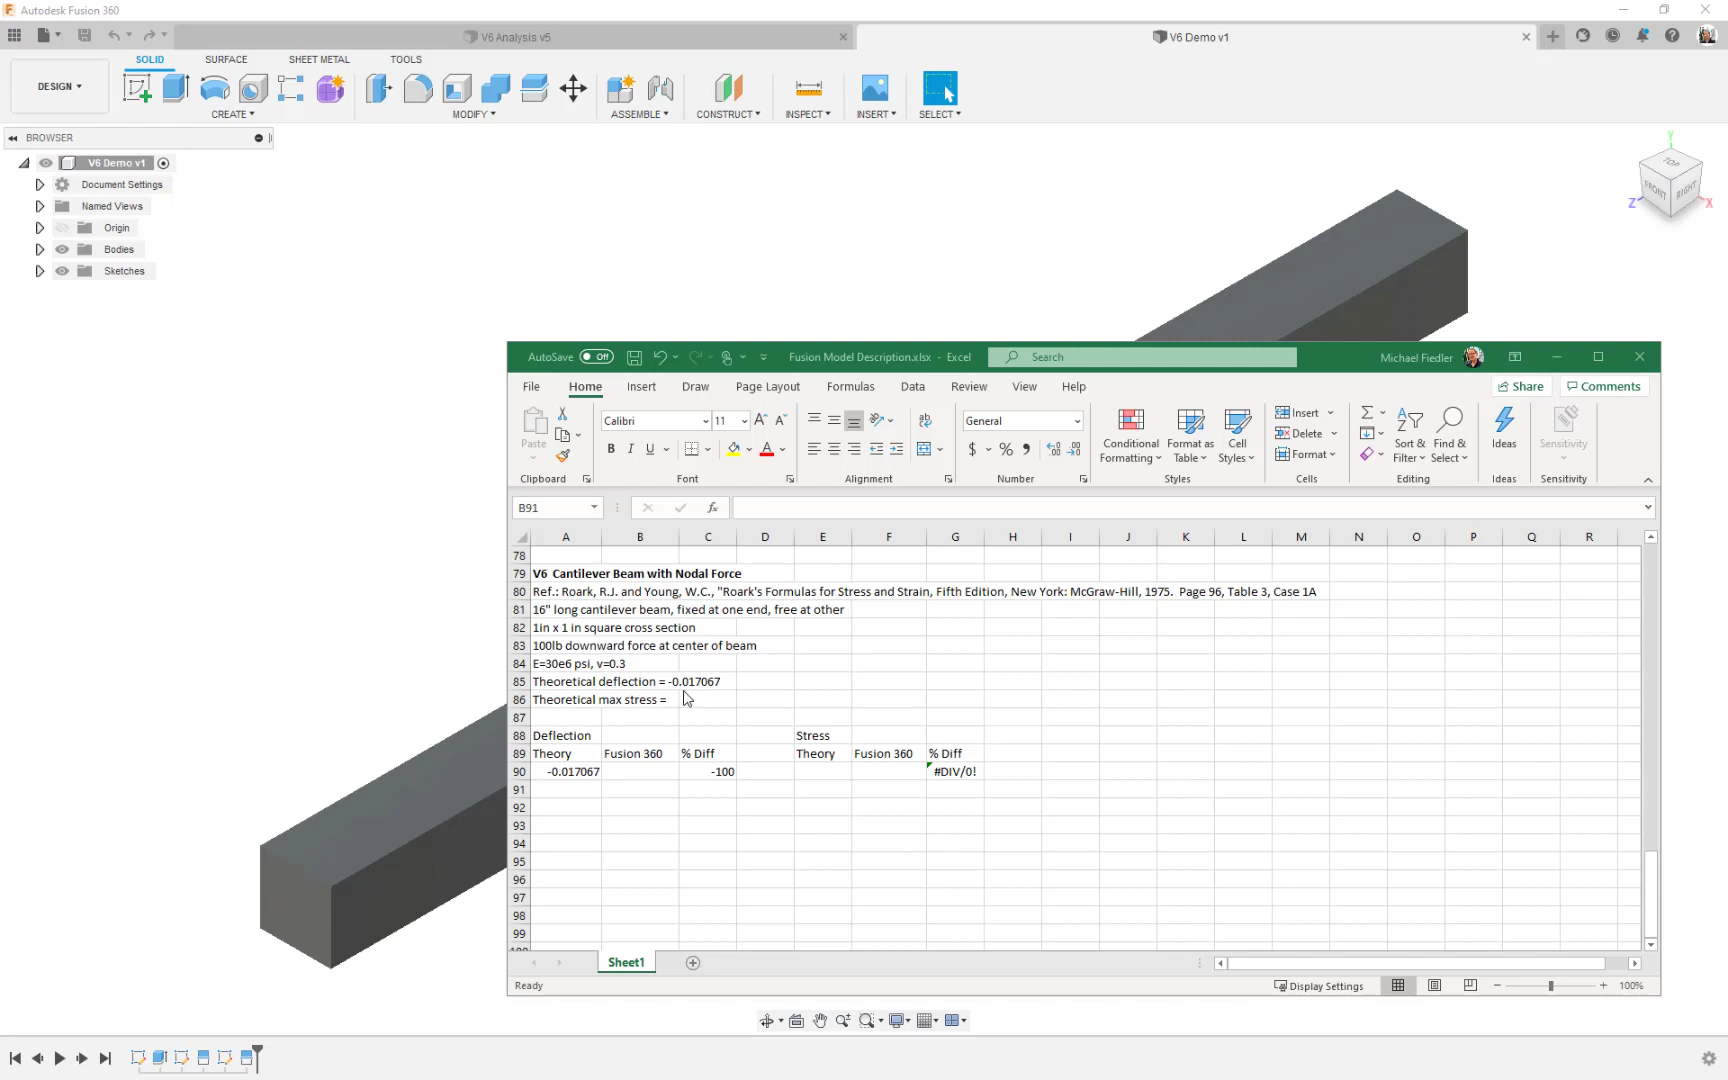 Autodesk Fusion 360
V6 Analysis v5
V6 Demo v1
SOLID
SURFACE
SHEET METAL
TOOLS
DESIGN
CREATE
MODIFY
ASSEMBLE
CONSTRUCT
INSPECT
INSERT
SELECT
BROWSER
V6 Demo v1
Document Settings
Named Views
Origin
Bodies
Sketches
Y
TOP
FRONT
RIGHT
Z
X
AutoSave
Off
Fusion Model Description.xlsx - Excel
Search
Michael Fiedler
File
Home
Insert
Draw
Page Layout
Formulas
Data
Review
View
Help
Share
Comments
Paste
Calibri
11
General
Conditional
Formatting
Format as
Table
Cell
Styles
Insert
Delete
Format
Sort &
Filter
Find &
Select
Ideas
Sensitivity
Clipboard
Font
Alignment
Number
Styles
Cells
Editing
Ideas
Sensitivity
B91
fx
A B C D E F G H I J K L M N O P Q R
78
79 V6 Cantilever Beam with Nodal Force
80 Ref.: Roark, R.J. and Young, W.C., "Roark's Formulas for Stress and Strain, Fifth Edition, New York: McGraw-Hill, 1975. Page 96, Table 3, Case 1A
81 16" long cantilever beam, fixed at one end, free at other
82 1in x 1 in square cross section
83 100lb downward force at center of beam
84 E=30e6 psi, v=0.3
85 Theoretical deflection = -0.017067
86 Theoretical max stress =
87
88 Deflection Stress
89 Theory Fusion 360 % Diff Theory Fusion 360 % Diff
90 -0.017067 -100 #DIV/0!
91
92
93
94
95
96
97
98
99
Sheet1
Ready
Display Settings
100%